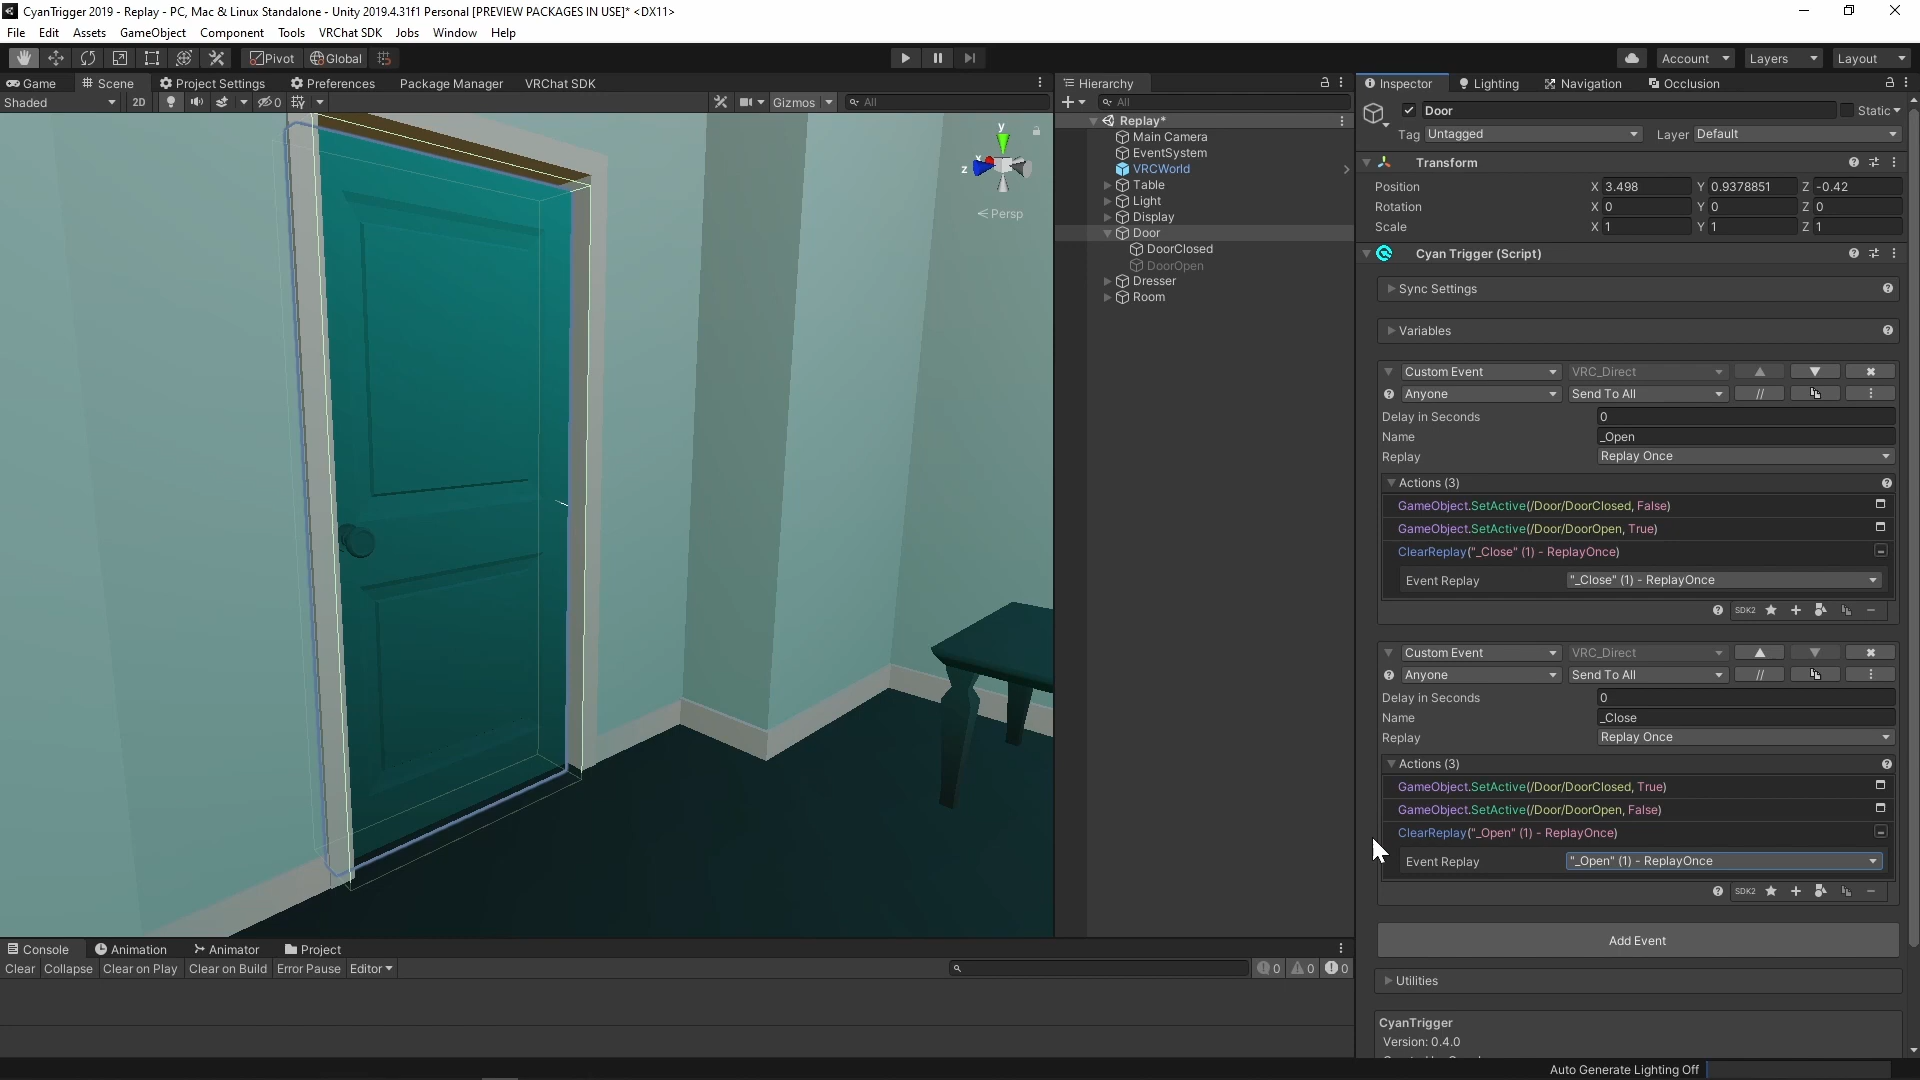 CyanTrigger 2019 - Replay - PC, Mac & Linux Standalone - Unity 2019.4.31f1 Personal [PREVIEW PACKAGES IN USE]* <DX11>
File Edit Assets GameObject Component Tools VRChat SDK Jobs Window Help
Pivot Global Account Layers Layout
Game Scene Project Settings Preferences Package Manager VRChat SDK
Shaded 2D 0 Gizmos All
y
x
z
Persp
Hierarchy
All
Replay*
Main Camera
EventSystem
VRCWorld
Table
Light
Display
Door
DoorClosed
DoorOpen
Dresser
Room
Inspector Lighting Navigation Occlusion
Door Static
Tag Untagged Layer Default
Transform
Position X 3.498 Y 0.9378851 Z -0.42
Rotation X 0 Y 0 Z 0
Scale X 1 Y 1 Z 1
Cyan Trigger (Script)
Sync Settings
Variables
Custom Event VRC_Direct
Anyone Send To All //
Delay in Seconds 0
Name _Open
Replay Replay Once
Actions (3)
GameObject.SetActive(/Door/DoorClosed, False)
GameObject.SetActive(/Door/DoorOpen, True)
ClearReplay("_Close" (1) - ReplayOnce)
Event Replay "_Close" (1) - ReplayOnce
SDK2
Custom Event VRC_Direct
Anyone Send To All //
Delay in Seconds 0
Name _Close
Replay Replay Once
Actions (3)
GameObject.SetActive(/Door/DoorClosed, True)
GameObject.SetActive(/Door/DoorOpen, False)
ClearReplay("_Open" (1) - ReplayOnce)
Event Replay "_Open" (1) - ReplayOnce
SDK2
Add Event
Utilities
CyanTrigger
Version: 0.4.0
Console Animation Animator Project
Clear Collapse Clear on Play Clear on Build Error Pause Editor 0 0 0
Auto Generate Lighting Off